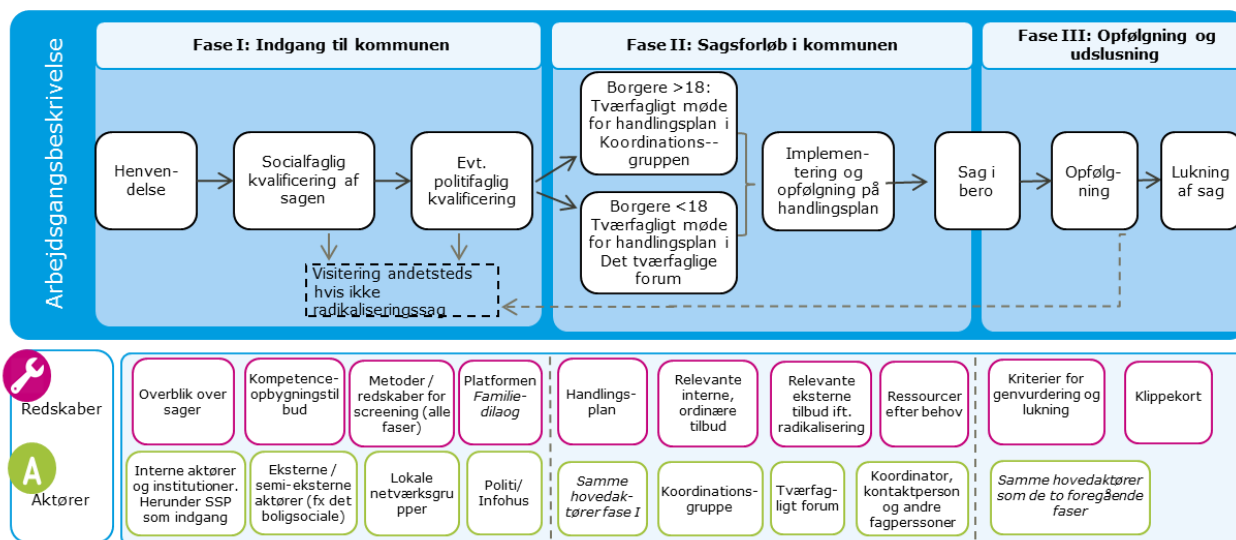 Arbejdsgangsbeskrivelse
Fase I: Indgang til kommunen
Fase II: Sagsforløb i kommunen
Fase III: Opfølgning og
udslusning
Henven-
delse
Socialfaglig
kvalificering af
sagen
Evt.
politifaglig
kvalificering
Visitering andetsteds
hvis ikke
radikaliseringssag
Borgere >18:
Tværfagligt møde
for handlingsplan i
Koordinations--
gruppen
Borgere <18
Tværfagligt møde
for handlingsplan i
Det tværfaglige
forum
Implemen-
tering og
opfølgning på
handlingsplan
Sag i
bero
Opfølg-
ning
Lukning
af sag
Redskaber
Overblik over
sager
Kompetence-
opbygningstil
bud
Metoder /
redskaber for
screening (alle
faser)
Platformen
Familie-
dilaog
Handlings-
plan
Relevante
interne,
ordinære
tilbud
Relevante
eksterne
tilbud ift.
radikalisering
Ressourcer
efter behov
Kriterier for
genvurdering og
lukning
Klippekort
A
Aktører
Interne aktører
og institutioner.
Herunder SSP
som indgang
Eksterne /
semi-eksterne
aktører (fx det
boligsociale)
Lokale
netværksgru
pper
Politi/
Infohus
Samme
hovedak-
tører fase I
Koordinations-
gruppe
Tværfag-
ligt forum
Koordinator,
kontaktperson
og andre
fagperssoner
Samme hovedaktører
som de to foregående
faser